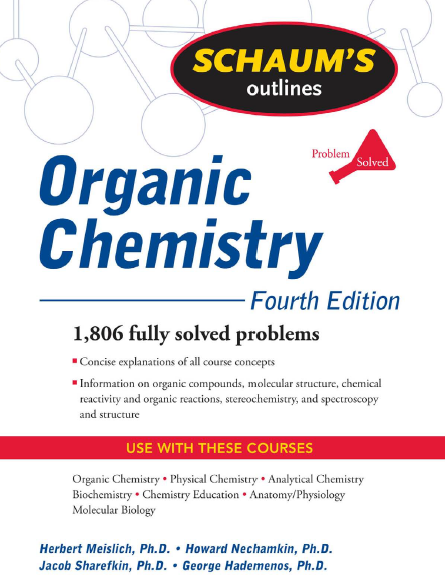 SCHAUM'S
outlines
Problem
Solved
Organic
Chemistry
Fourth Edition
1,806 fully solved problems
■ Concise explanations of all course concepts
■ Information on organic compounds, molecular structure, chemical
reactivity and organic reactions, stereochemistry, and spectroscopy
and structure
USE WITH THESE COURSES
Organic Chemistry • Physical Chemistry • Analytical Chemistry
Biochemistry • Chemistry Education • Anatomy/Physiology
Molecular Biology
Herbert Meislich, Ph.D. • Howard Nechamkin, Ph.D.
Jacob Sharefkin, Ph.D. • George Hademenos, Ph.D.